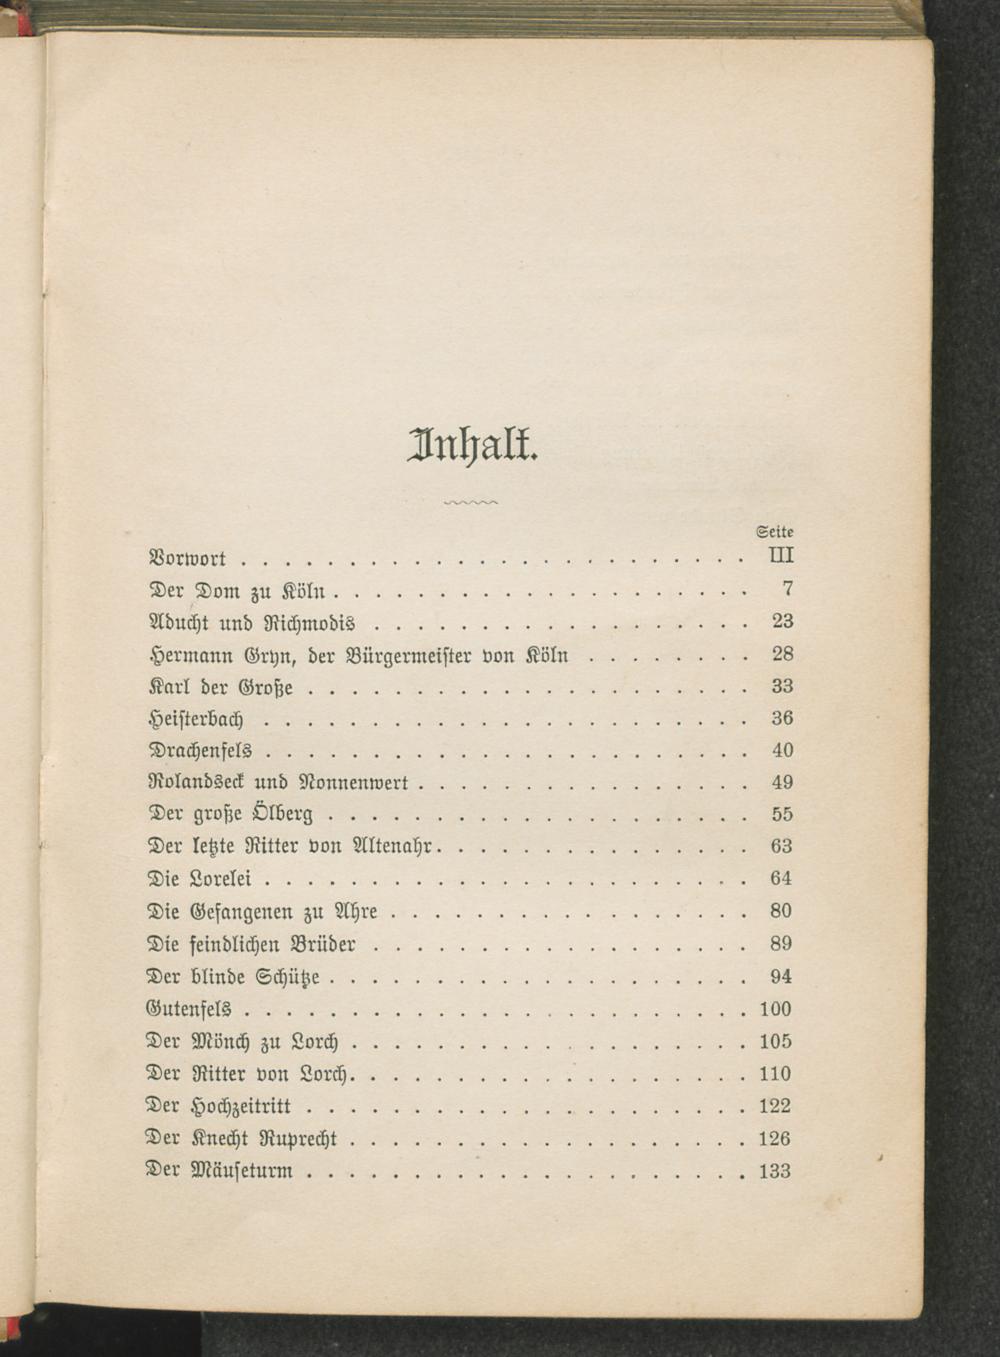 Inhalt.
Seite
Vorwort . . . . . . . . . . . . . . . . . . . . . . . . III
Der Dom zu Köln . . . . . . . . . . . . . . . . . . . . 7
Aducht und Richmodis . . . . . . . . . . . . . . . . . . 23
Hermann Gryn, der Bürgermeister von Köln . . . . . . . . 28
Karl der Große . . . . . . . . . . . . . . . . . . . . . 33
Heisterbach . . . . . . . . . . . . . . . . . . . . . . . 36
Drachenfels . . . . . . . . . . . . . . . . . . . . . . . 40
Rolandseck und Nonnenwert . . . . . . . . . . . . . . . . 49
Der große Ölberg . . . . . . . . . . . . . . . . . . . . 55
Der letzte Ritter von Altenahr . . . . . . . . . . . . . . . 63
Die Lorelei . . . . . . . . . . . . . . . . . . . . . . . 64
Die Gefangenen zu Ahre . . . . . . . . . . . . . . . . . 80
Die feindlichen Brüder . . . . . . . . . . . . . . . . . . 89
Der blinde Schütze . . . . . . . . . . . . . . . . . . . . 94
Gutenfels . . . . . . . . . . . . . . . . . . . . . . . . 100
Der Mönch zu Lorch . . . . . . . . . . . . . . . . . . . 105
Der Ritter von Lorch . . . . . . . . . . . . . . . . . . . 110
Der Hochzeitritt . . . . . . . . . . . . . . . . . . . . . 122
Der Knecht Ruprecht . . . . . . . . . . . . . . . . . . . 126
Der Mäuseturm . . . . . . . . . . . . . . . . . . . . . 133